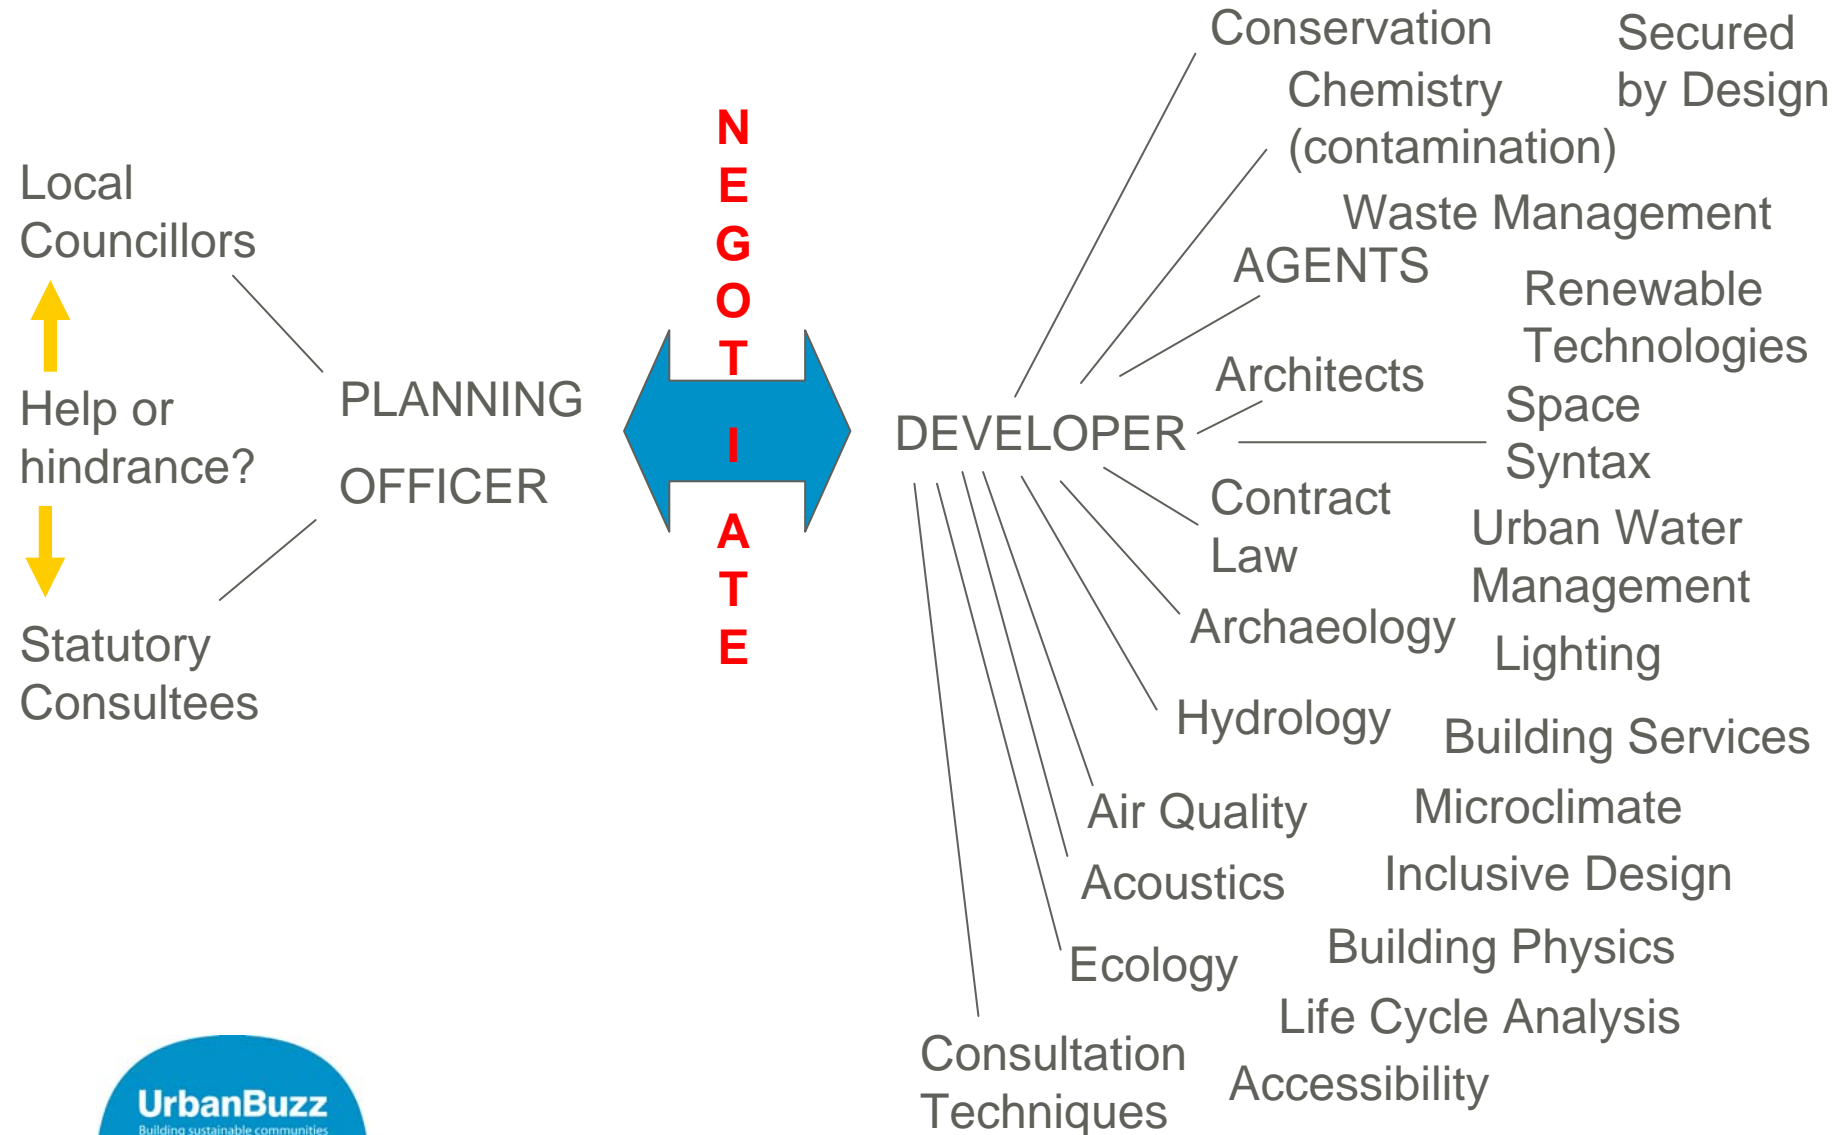 Local
Councillors
Help or
hindrance?
Statutory
Consultees
PLANNING
OFFICER
N
E
G
O
T
I
A
T
E
DEVELOPER
Conservation
Secured
by Design
Chemistry
(contamination)
Waste Management
AGENTS
Renewable
Technologies
Architects
Space
Syntax
Contract
Law
Urban Water
Management
Archaeology
Lighting
Hydrology
Building Services
Air Quality
Microclimate
Acoustics
Inclusive Design
Ecology
Building Physics
Life Cycle Analysis
Consultation
Techniques
Accessibility
UrbanBuzz
Building sustainable communities